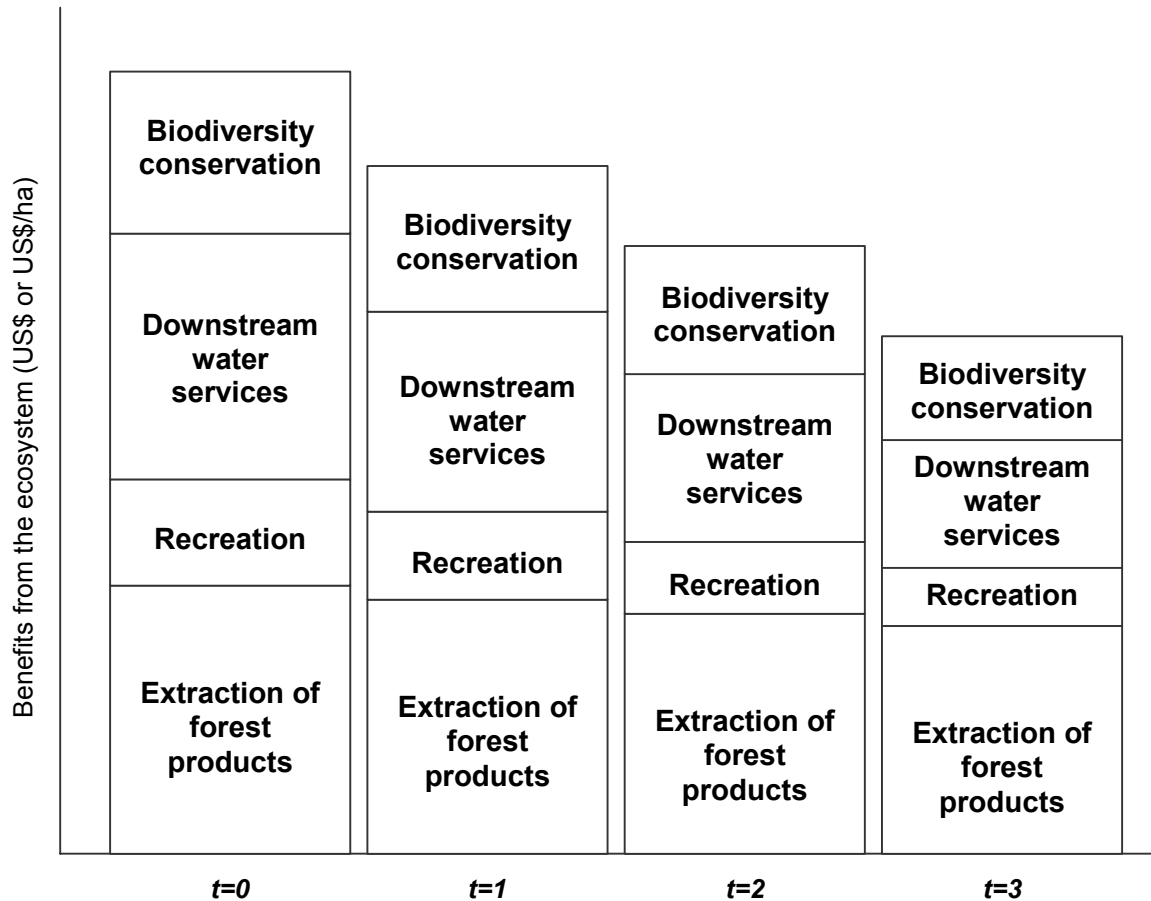 Benefits from the ecosystem (US$ or US$/ha)
Biodiversity
conservation
Downstream
water
services
Recreation
Extraction of
forest
products
Biodiversity
conservation
Downstream
water
services
Recreation
Extraction of
forest
products
Biodiversity
conservation
Downstream
water
services
Recreation
Extraction of
forest
products
Biodiversity
conservation
Downstream
water
services
Recreation
Extraction of
forest
products
t=0
t=1
t=2
t=3